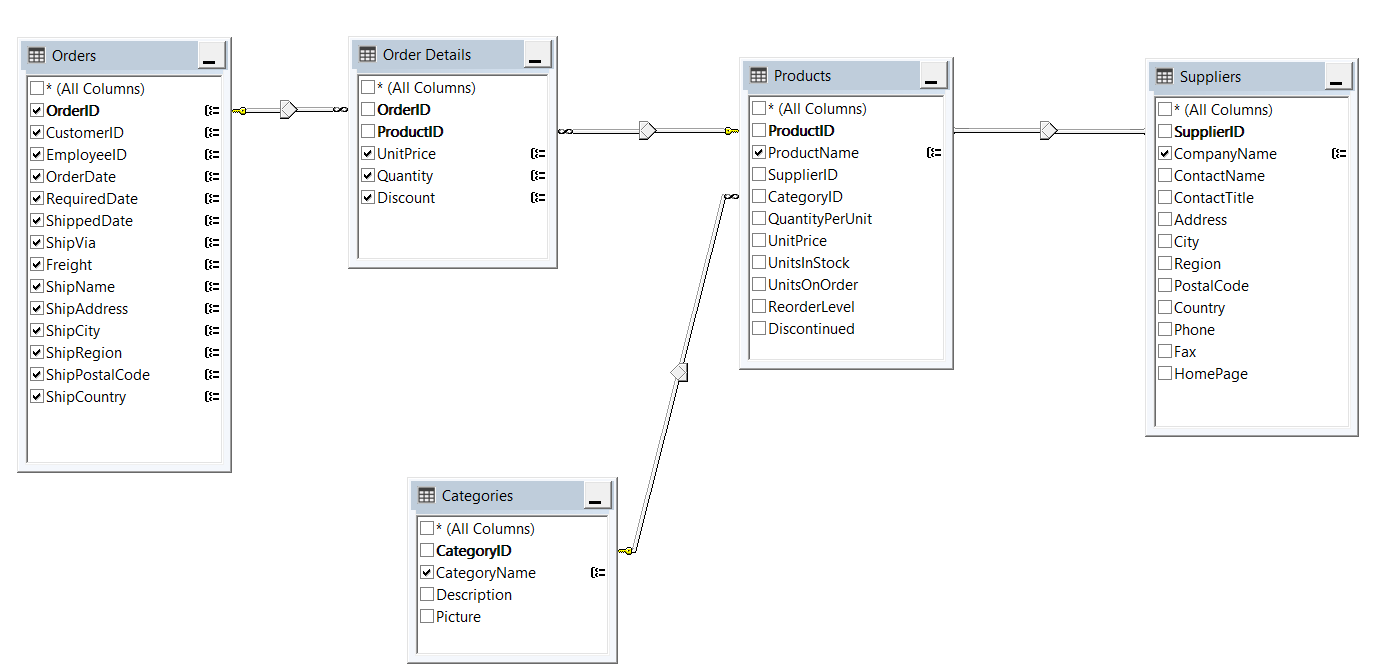 Orders
* (All Columns)
OrderID
CustomerID
EmployeeID
OrderDate
RequiredDate
ShippedDate
ShipVia
Freight
ShipName
ShipAddress
ShipCity
ShipRegion
ShipPostalCode
ShipCountry
Order Details
* (All Columns)
OrderID
ProductID
UnitPrice
Quantity
Discount
Products
* (All Columns)
ProductID
ProductName
SupplierID
CategoryID
QuantityPerUnit
UnitPrice
UnitsInStock
UnitsOnOrder
ReorderLevel
Discontinued
Suppliers
* (All Columns)
SupplierID
CompanyName
ContactName
ContactTitle
Address
City
Region
PostalCode
Country
Phone
Fax
HomePage
Categories
* (All Columns)
CategoryID
CategoryName
Description
Picture